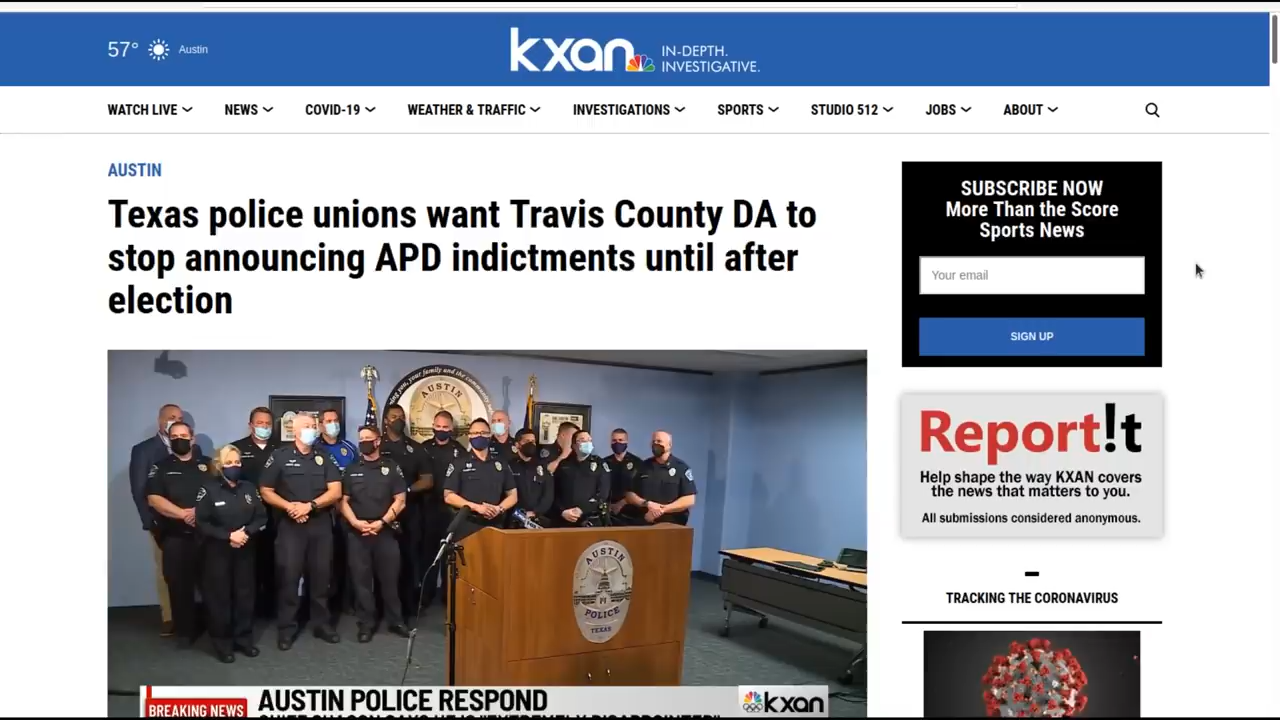 57°
Austin
kxan
IN-DEPTH.
INVESTIGATIVE.
WATCH LIVE
NEWS
COVID-19
WEATHER & TRAFFIC
INVESTIGATIONS
SPORTS
STUDIO 512
JOBS
ABOUT
AUSTIN
Texas police unions want Travis County DA to
stop announcing APD indictments until after
election
SUBSCRIBE NOW
More Than the Score
Sports News
Your email
SIGN UP
Report!t
Help shape the way KXAN covers
the news that matters to you.
All submissions considered anonymous.
TRACKING THE CORONAVIRUS
AUSTIN
AUSTIN
POLICE
TEXAS
BREAKING NEWS
AUSTIN POLICE RESPOND
kxan